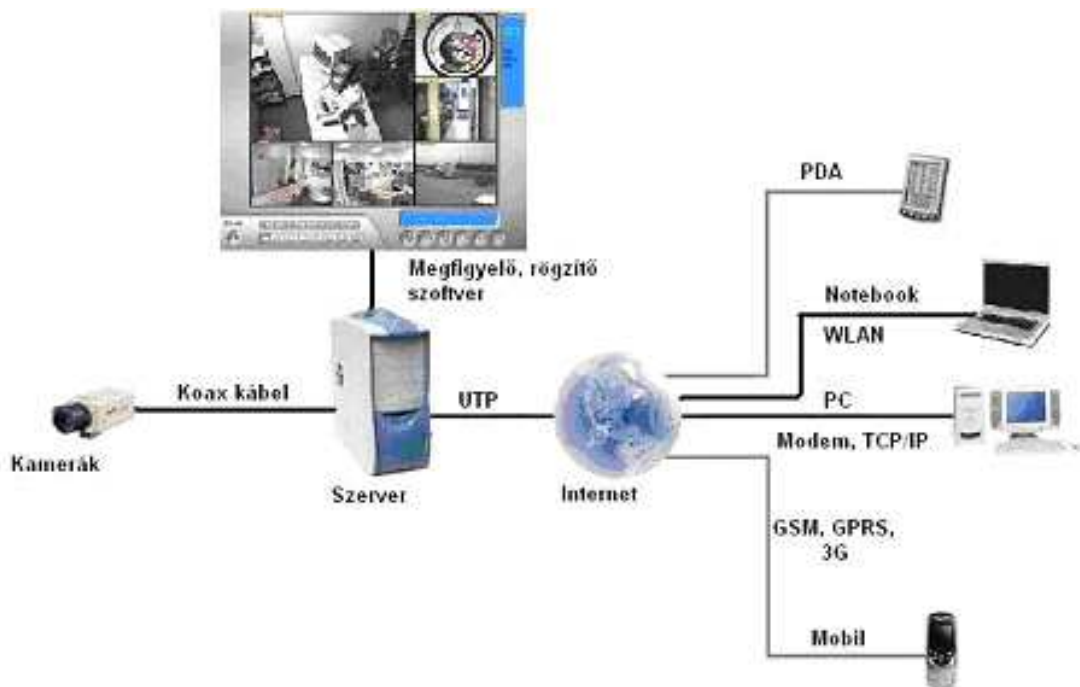 PDA
Megfigyelő, rögzítő
szoftver
Notebook
WLAN
Koax kábel
UTP
PC
Modem, TCP/IP
Kamerák
Szerver
Internet
GSM, GPRS,
3G
Mobil